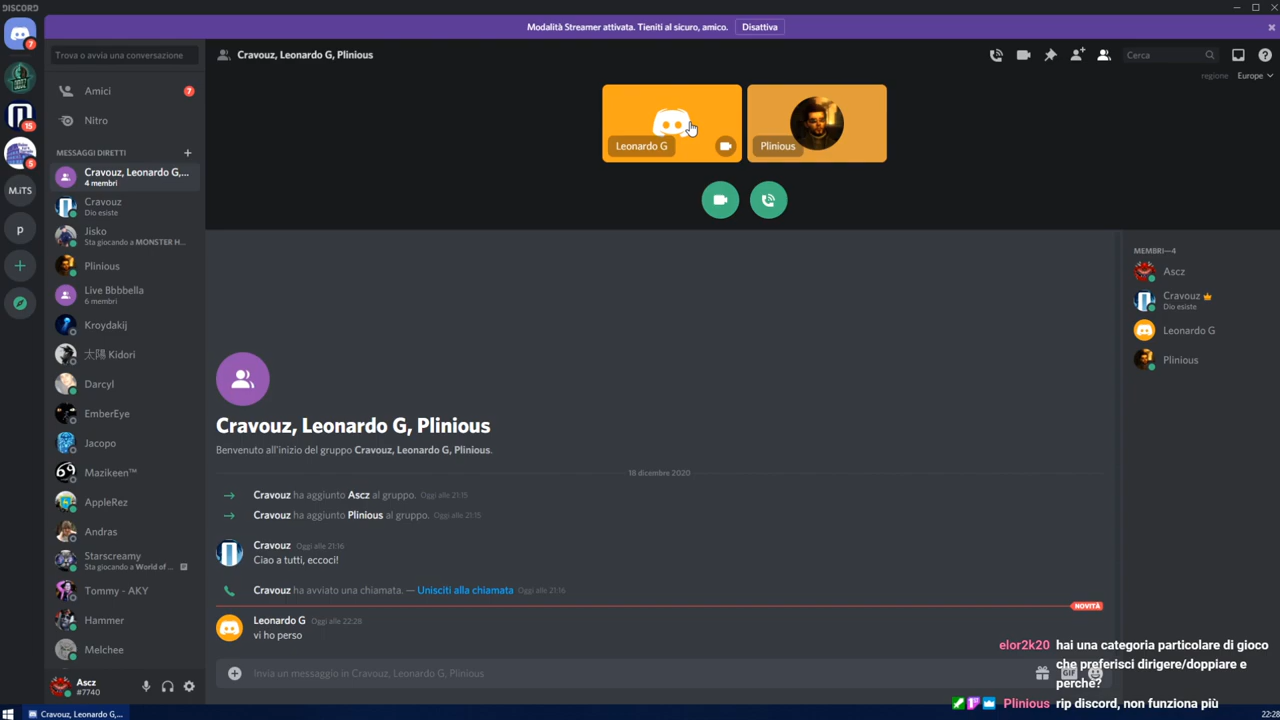 DISCORD
Modalità Streamer attivata. Tieniti al sicuro, amico. Disattiva
Trova o avvia una conversazione
Cravouz, Leonardo G, Plinious
Cerca
regione Europe
Amici 7
Nitro
MESSAGGI DIRETTI
Cravouz, Leonardo G,...
4 membri
Cravouz
Dio esiste
Jisko
Sta giocando a MONSTER H...
Plinious
Live Bbbbella
6 membri
Kroydakij
太陽 Kidori
Darcyl
EmberEye
Jacopo
Mazikeen™
AppleRez
Andras
Starscreamy
Sta giocando a World of ...
Tommy - AKY
Hammer
Melchee
Ascz
#7740
7
15
5
M.iTS
p
69
Leonardo G
Plinious
Cravouz, Leonardo G, Plinious
Benvenuto all'inizio del gruppo Cravouz, Leonardo G, Plinious.
18 dicembre 2020
Cravouz ha aggiunto Ascz al gruppo. Oggi alle 21:15
Cravouz ha aggiunto Plinious al gruppo. Oggi alle 21:15
Cravouz Oggi alle 21:16
Ciao a tutti, eccoci!
Cravouz ha avviato una chiamata. — Unisciti alla chiamata Oggi alle 21:16
NOVITÀ
Leonardo G Oggi alle 22:28
vi ho perso
Invia un messaggio in Cravouz, Leonardo G, Plinious
GIF
MEMBRI—4
Ascz
Cravouz
Dio esiste
Leonardo G
Plinious
elor2k20 hai una categoria particolare di gioco
che preferisci dirigere/doppiare e
perchè?
Plinious rip discord, non funziona più
Cravouz, Leonardo G,...
22:28